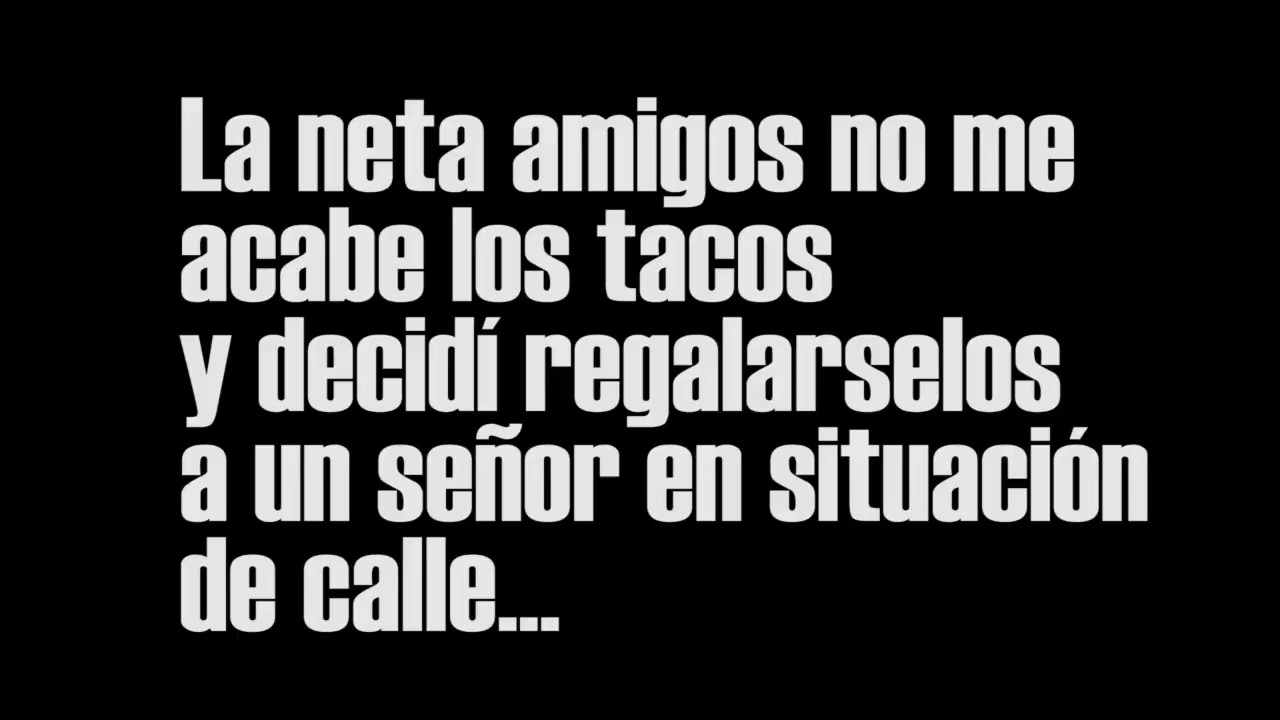 La neta amigos no me
acabe los tacos
y decidí regalarselos
a un señor en situación
de calle...